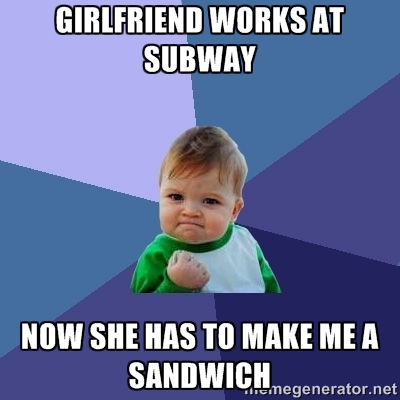 GIRLFRIEND WORKS AT
SUBWAY
NOW SHE HAS TO MAKE ME A
SANDWICH
memegenerator.net